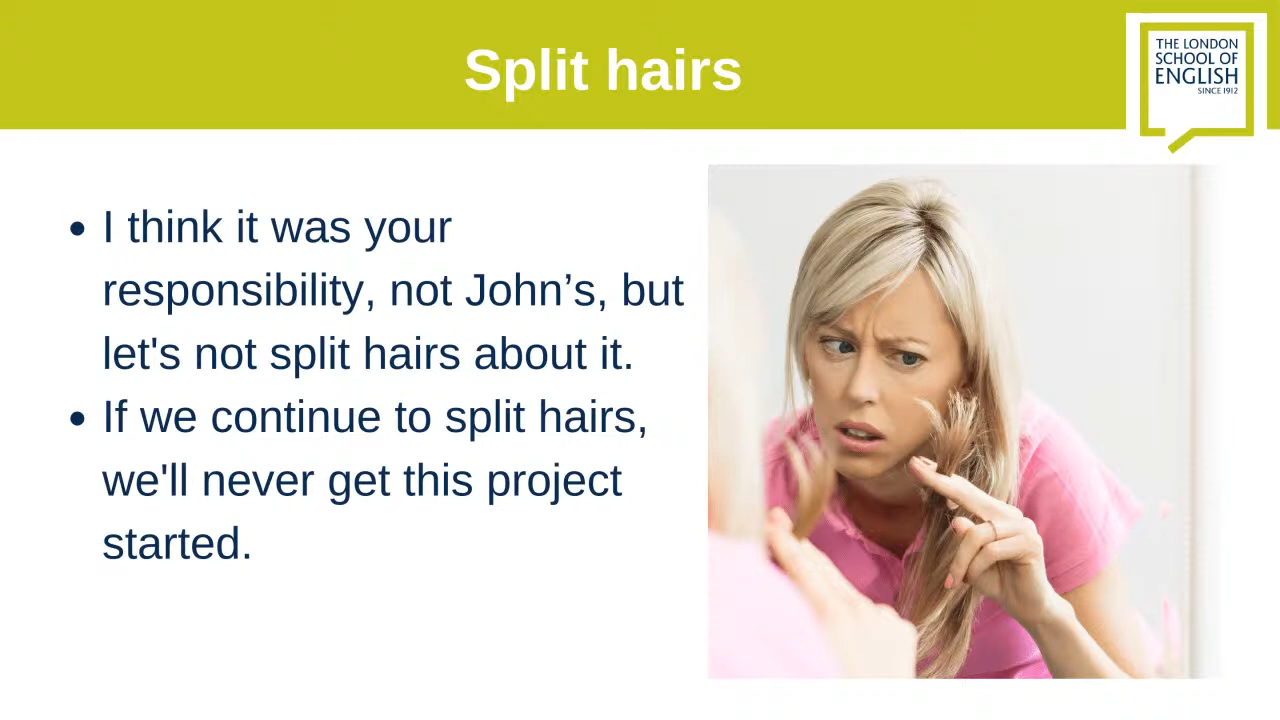 Split hairs
THE LONDON
SCHOOL OF
ENGLISH
SINCE 1912
• I think it was your
responsibility, not John’s, but
let's not split hairs about it.
• If we continue to split hairs,
we'll never get this project
started.